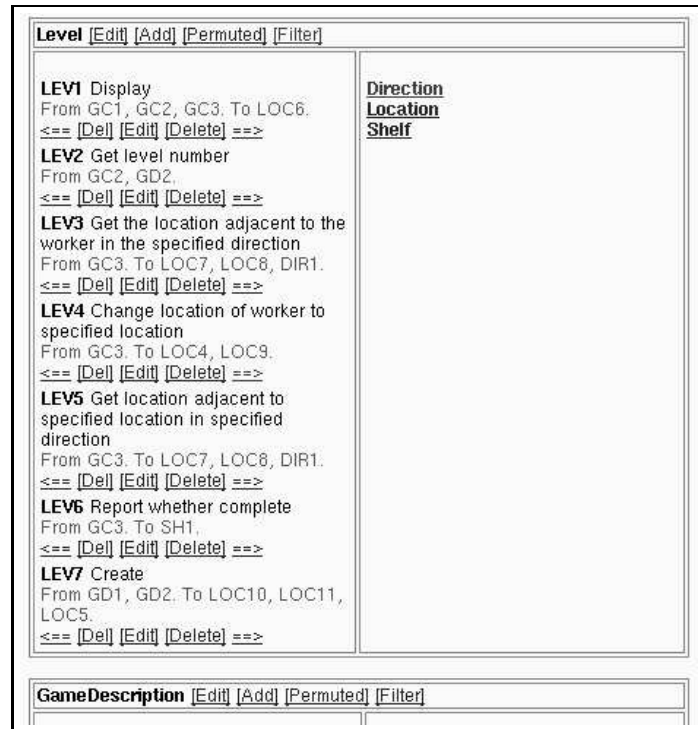 Level [Edit] [Add] [Permuted] [Filter]
LEV1 Display
From GC1, GC2, GC3. To LOC6.
<== [Del] [Edit] [Delete] ==>
LEV2 Get level number
From GC2, GD2.
<== [Del] [Edit] [Delete] ==>
LEV3 Get the location adjacent to the
worker in the specified direction
From GC3. To LOC7, LOC8, DIR1.
<== [Del] [Edit] [Delete] ==>
LEV4 Change location of worker to
specified location
From GC3. To LOC4, LOC9.
<== [Del] [Edit] [Delete] ==>
LEV5 Get location adjacent to
specified location in specified
direction
From GC3. To LOC7, LOC8, DIR1.
<== [Del] [Edit] [Delete] ==>
LEV6 Report whether complete
From GC3. To SH1.
<== [Del] [Edit] [Delete] ==>
LEV7 Create
From GD1, GD2. To LOC10, LOC11,
LOC5.
<== [Del] [Edit] [Delete] ==>
Direction
Location
Shelf
GameDescription [Edit] [Add] [Permuted] [Filter]